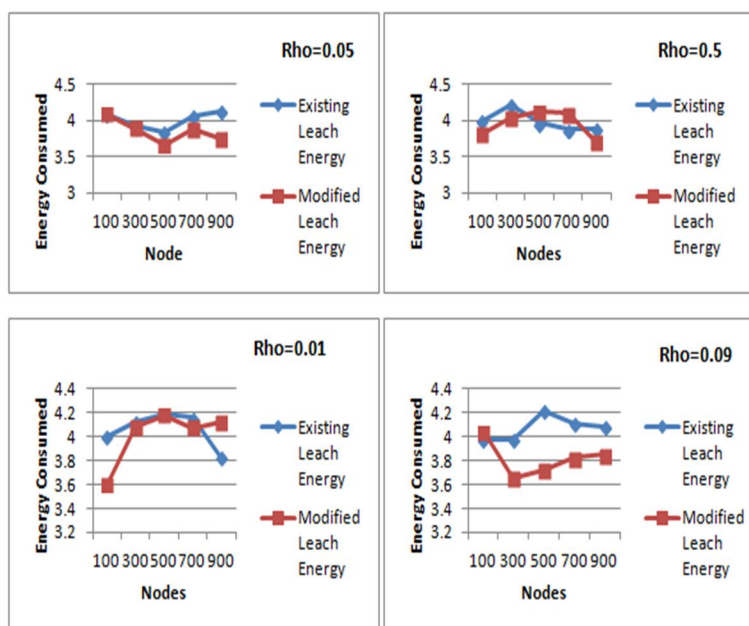 Rho=0.05
Energy Consumed
4.5
4
3.5
3
100 300 500 700 900
Node
Existing
Leach
Energy
Modified
Leach
Energy
Rho=0.5
Energy Consumed
4.5
4
3.5
3
100 300 500 700 900
Nodes
Existing
Leach
Energy
Modified
Leach
Energy
Rho=0.01
Energy Consumed
4.4
4.2
4
3.8
3.6
3.4
3.2
100 300 500 700 900
Nodes
Existing
Leach
Energy
Modified
Leach
Energy
Rho=0.09
Energy Consumed
4.4
4.2
4
3.8
3.6
3.4
3.2
100 300 500 700 900
Nodes
Existing
Leach
Energy
Modified
Leach
Energy